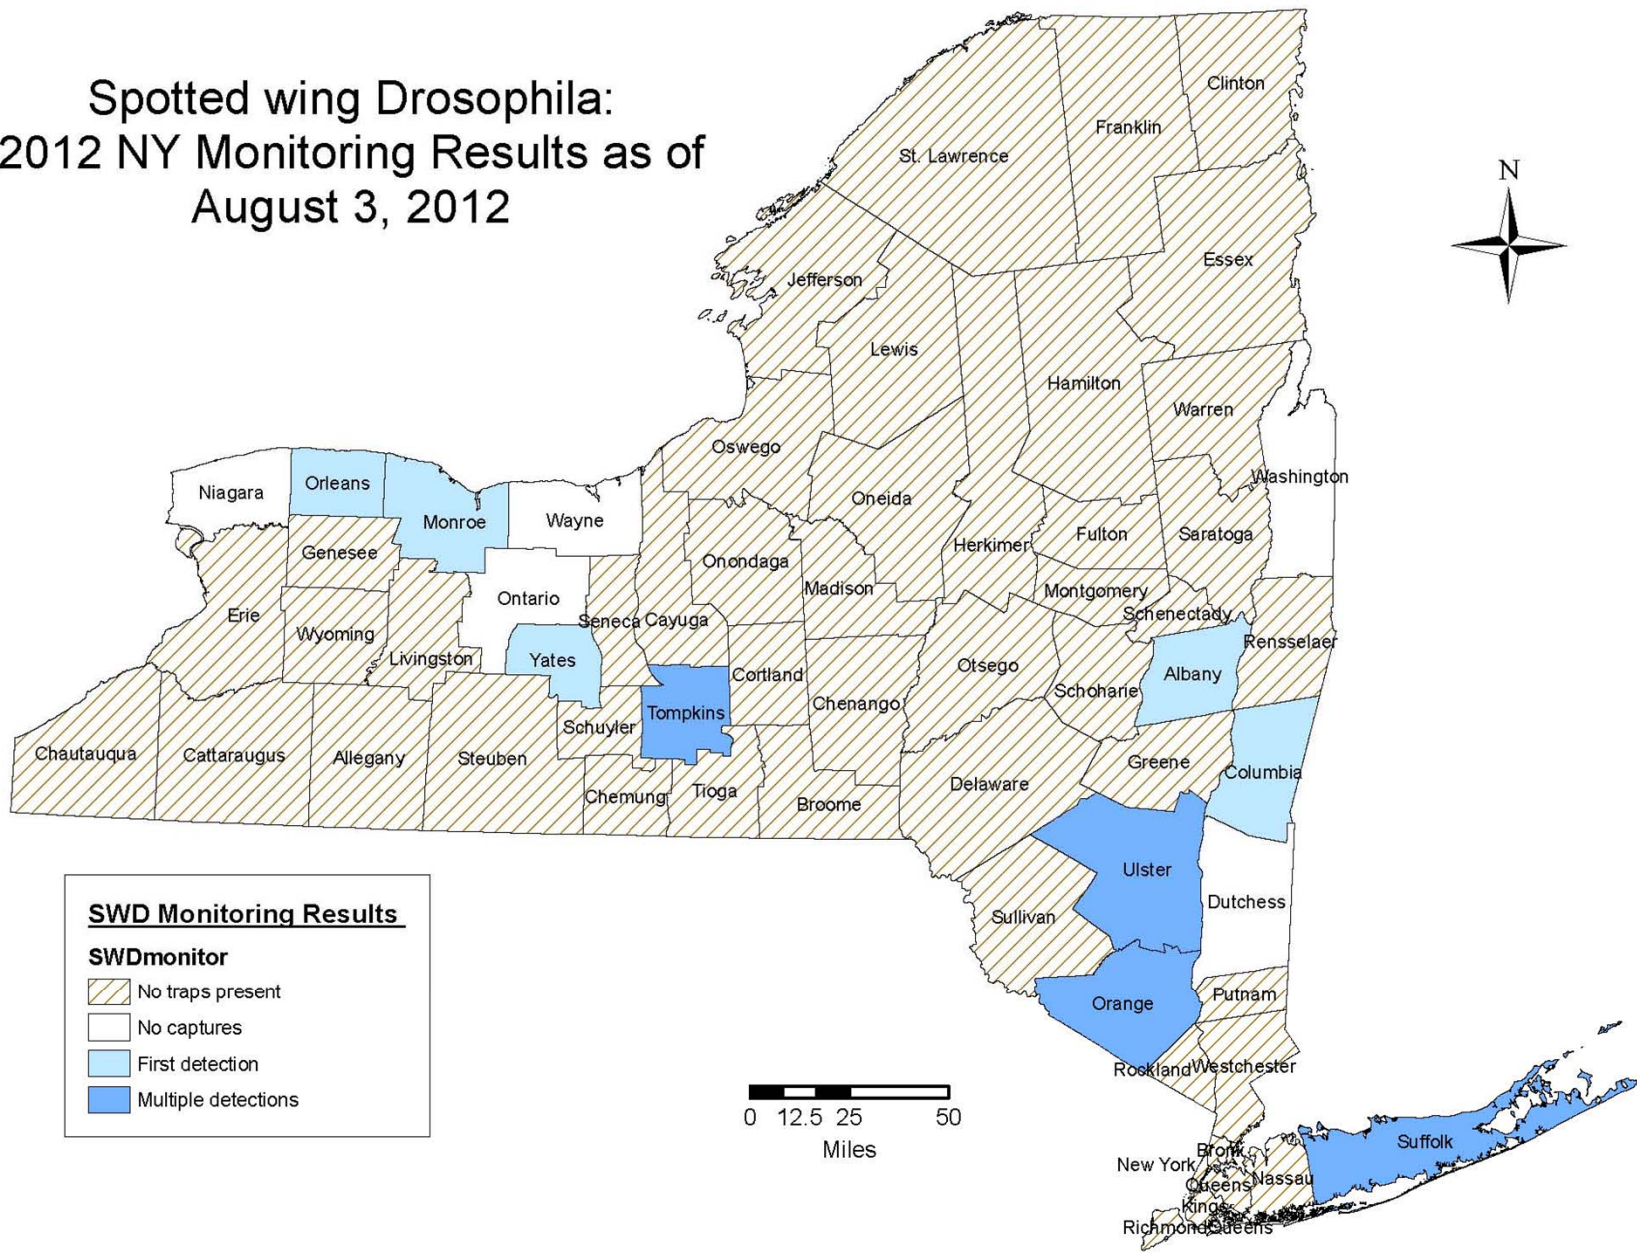 Spotted wing Drosophila:
2012 NY Monitoring Results as of
August 3, 2012
N
Clinton
Franklin
St. Lawrence
Essex
Jefferson
Lewis
Hamilton
Warren
Oswego
Washington
Niagara
Orleans
Monroe
Wayne
Oneida
Genesee
Onondaga
Herkimer
Fulton
Saratoga
Madison
Montgomery
Ontario
Erie
Wyoming
Seneca
Cayuga
Schenectady
Rensselaer
Livingston
Yates
Cortland
Otsego
Albany
Schoharie
Chenango
Tompkins
Schuyler
Chautauqua
Cattaraugus
Allegany
Steuben
Greene
Columbia
Delaware
Chemung
Tioga
Broome
Ulster
Dutchess
Sullivan
Putnam
Orange
Rockland
Westchester
Suffolk
Bronx
New York
Queens
Nassau
Kings
Richmond
Queens
SWD Monitoring Results
SWDmonitor
No traps present
No captures
First detection
Multiple detections
0 12.5 25 50
Miles